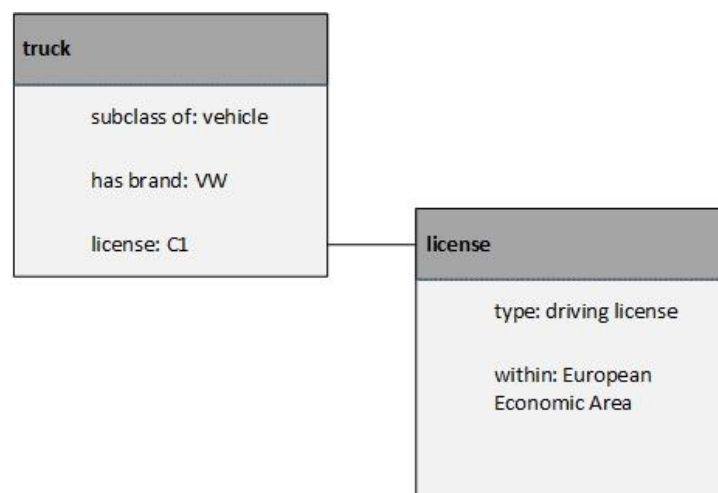 truck
subclass of: vehicle
has brand: VW
license: C1
license
type: driving license
within: European
Economic Area